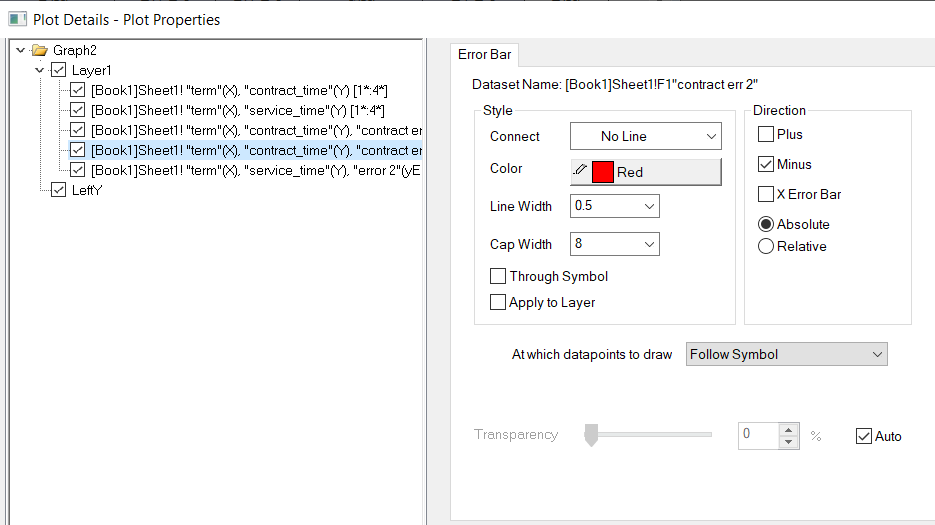 Plot Details - Plot Properties
Graph2
Layer1
[Book1]Sheet1! "term"(X), "contract_time"(Y) [1*:4*]
[Book1]Sheet1! "term"(X), "service_time"(Y) [1*:4*]
[Book1]Sheet1! "term"(X), "contract_time"(Y), "contract err
[Book1]Sheet1! "term"(X), "contract_time"(Y), "contract err
[Book1]Sheet1! "term"(X), "service_time"(Y), "error 2"(yE
LeftY
Error Bar
Dataset Name: [Book1]Sheet1!F1"contract err 2"
Style
Connect No Line
Color Red
Line Width 0.5
Cap Width 8
Through Symbol
Apply to Layer
Direction
Plus
Minus
X Error Bar
Absolute
Relative
At which datapoints to draw Follow Symbol
Transparency 0 % Auto